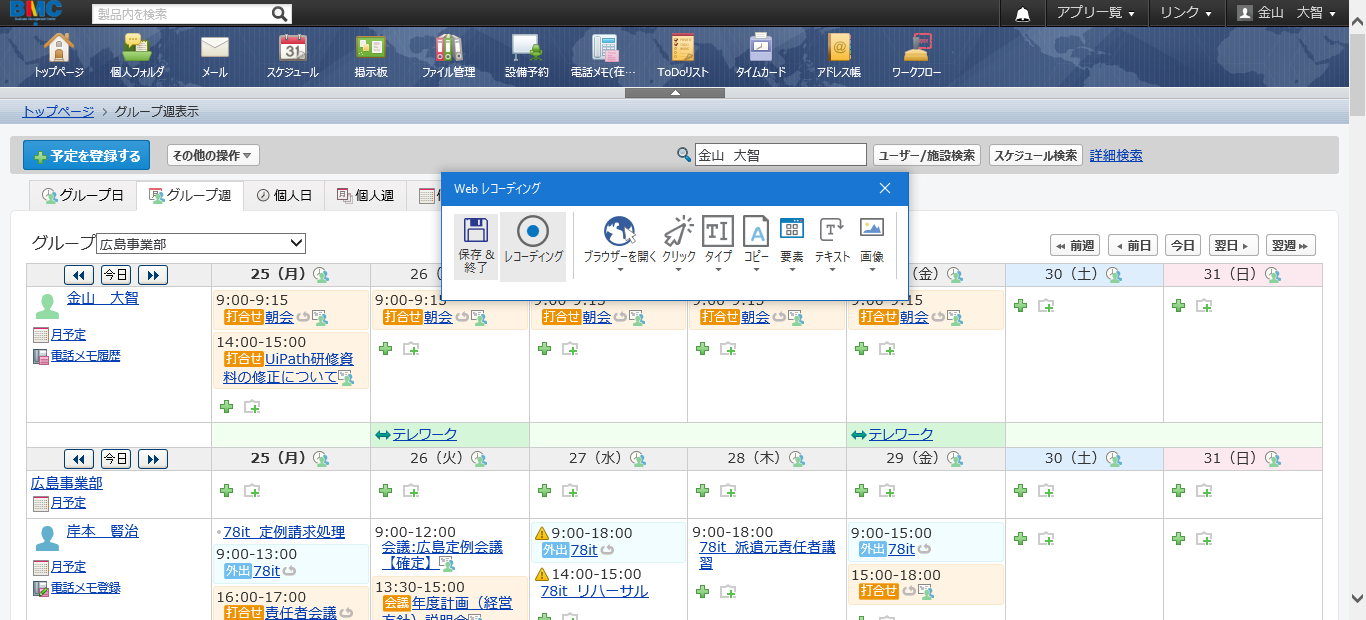 BMC
製品内を検索
アプリ一覧 ▼
リンク ▼
金山　大智 ▼
トップページ
個人フォルダ
メール
スケジュール
掲示板
ファイル管理
設備予約
電話メモ(在…
ToDoリスト
タイムカード
アドレス帳
ワークフロー
トップページ > グループ週表示
予定を登録する
その他の操作▼
金山　大智
ユーザー/施設検索
スケジュール検索
詳細検索
グループ日
グループ週
個人日
個人週
Web レコーディング
保存 &
終了
レコーディング
ブラウザーを開く
クリック
タイプ
コピー
要素
テキスト
画像
グループ 広島事業部
前週
前日
今日
翌日
翌週
今日
25（月）
26
（金）
30（土）
31（日）
金山　大智
月予定
電話メモ履歴
9:00-9:15
打合せ朝会
14:00-15:00
打合せUiPath研修資
料の修正について
9:00-9:15
打合せ朝会
9:00-9:15
打合せ朝会
9:00-9:15
打合せ朝会
9:00-9:15
打合せ朝会
テレワーク
テレワーク
今日
25（月）
26（火）
27（水）
28（木）
29（金）
30（土）
31（日）
広島事業部
月予定
岸本　賢治
月予定
電話メモ登録
78it 定例請求処理
9:00-13:00
外出78it
16:00-17:00
打合せ責任者会議
9:00-12:00
会議:広島定例会議
【確定】
13:30-15:00
会議年度計画（経営
方針）説明会
9:00-18:00
外出78it
14:00-15:00
78it リハーサル
9:00-18:00
78it 派遣元責任者講
習
9:00-15:00
外出78it
15:00-18:00
打合せ